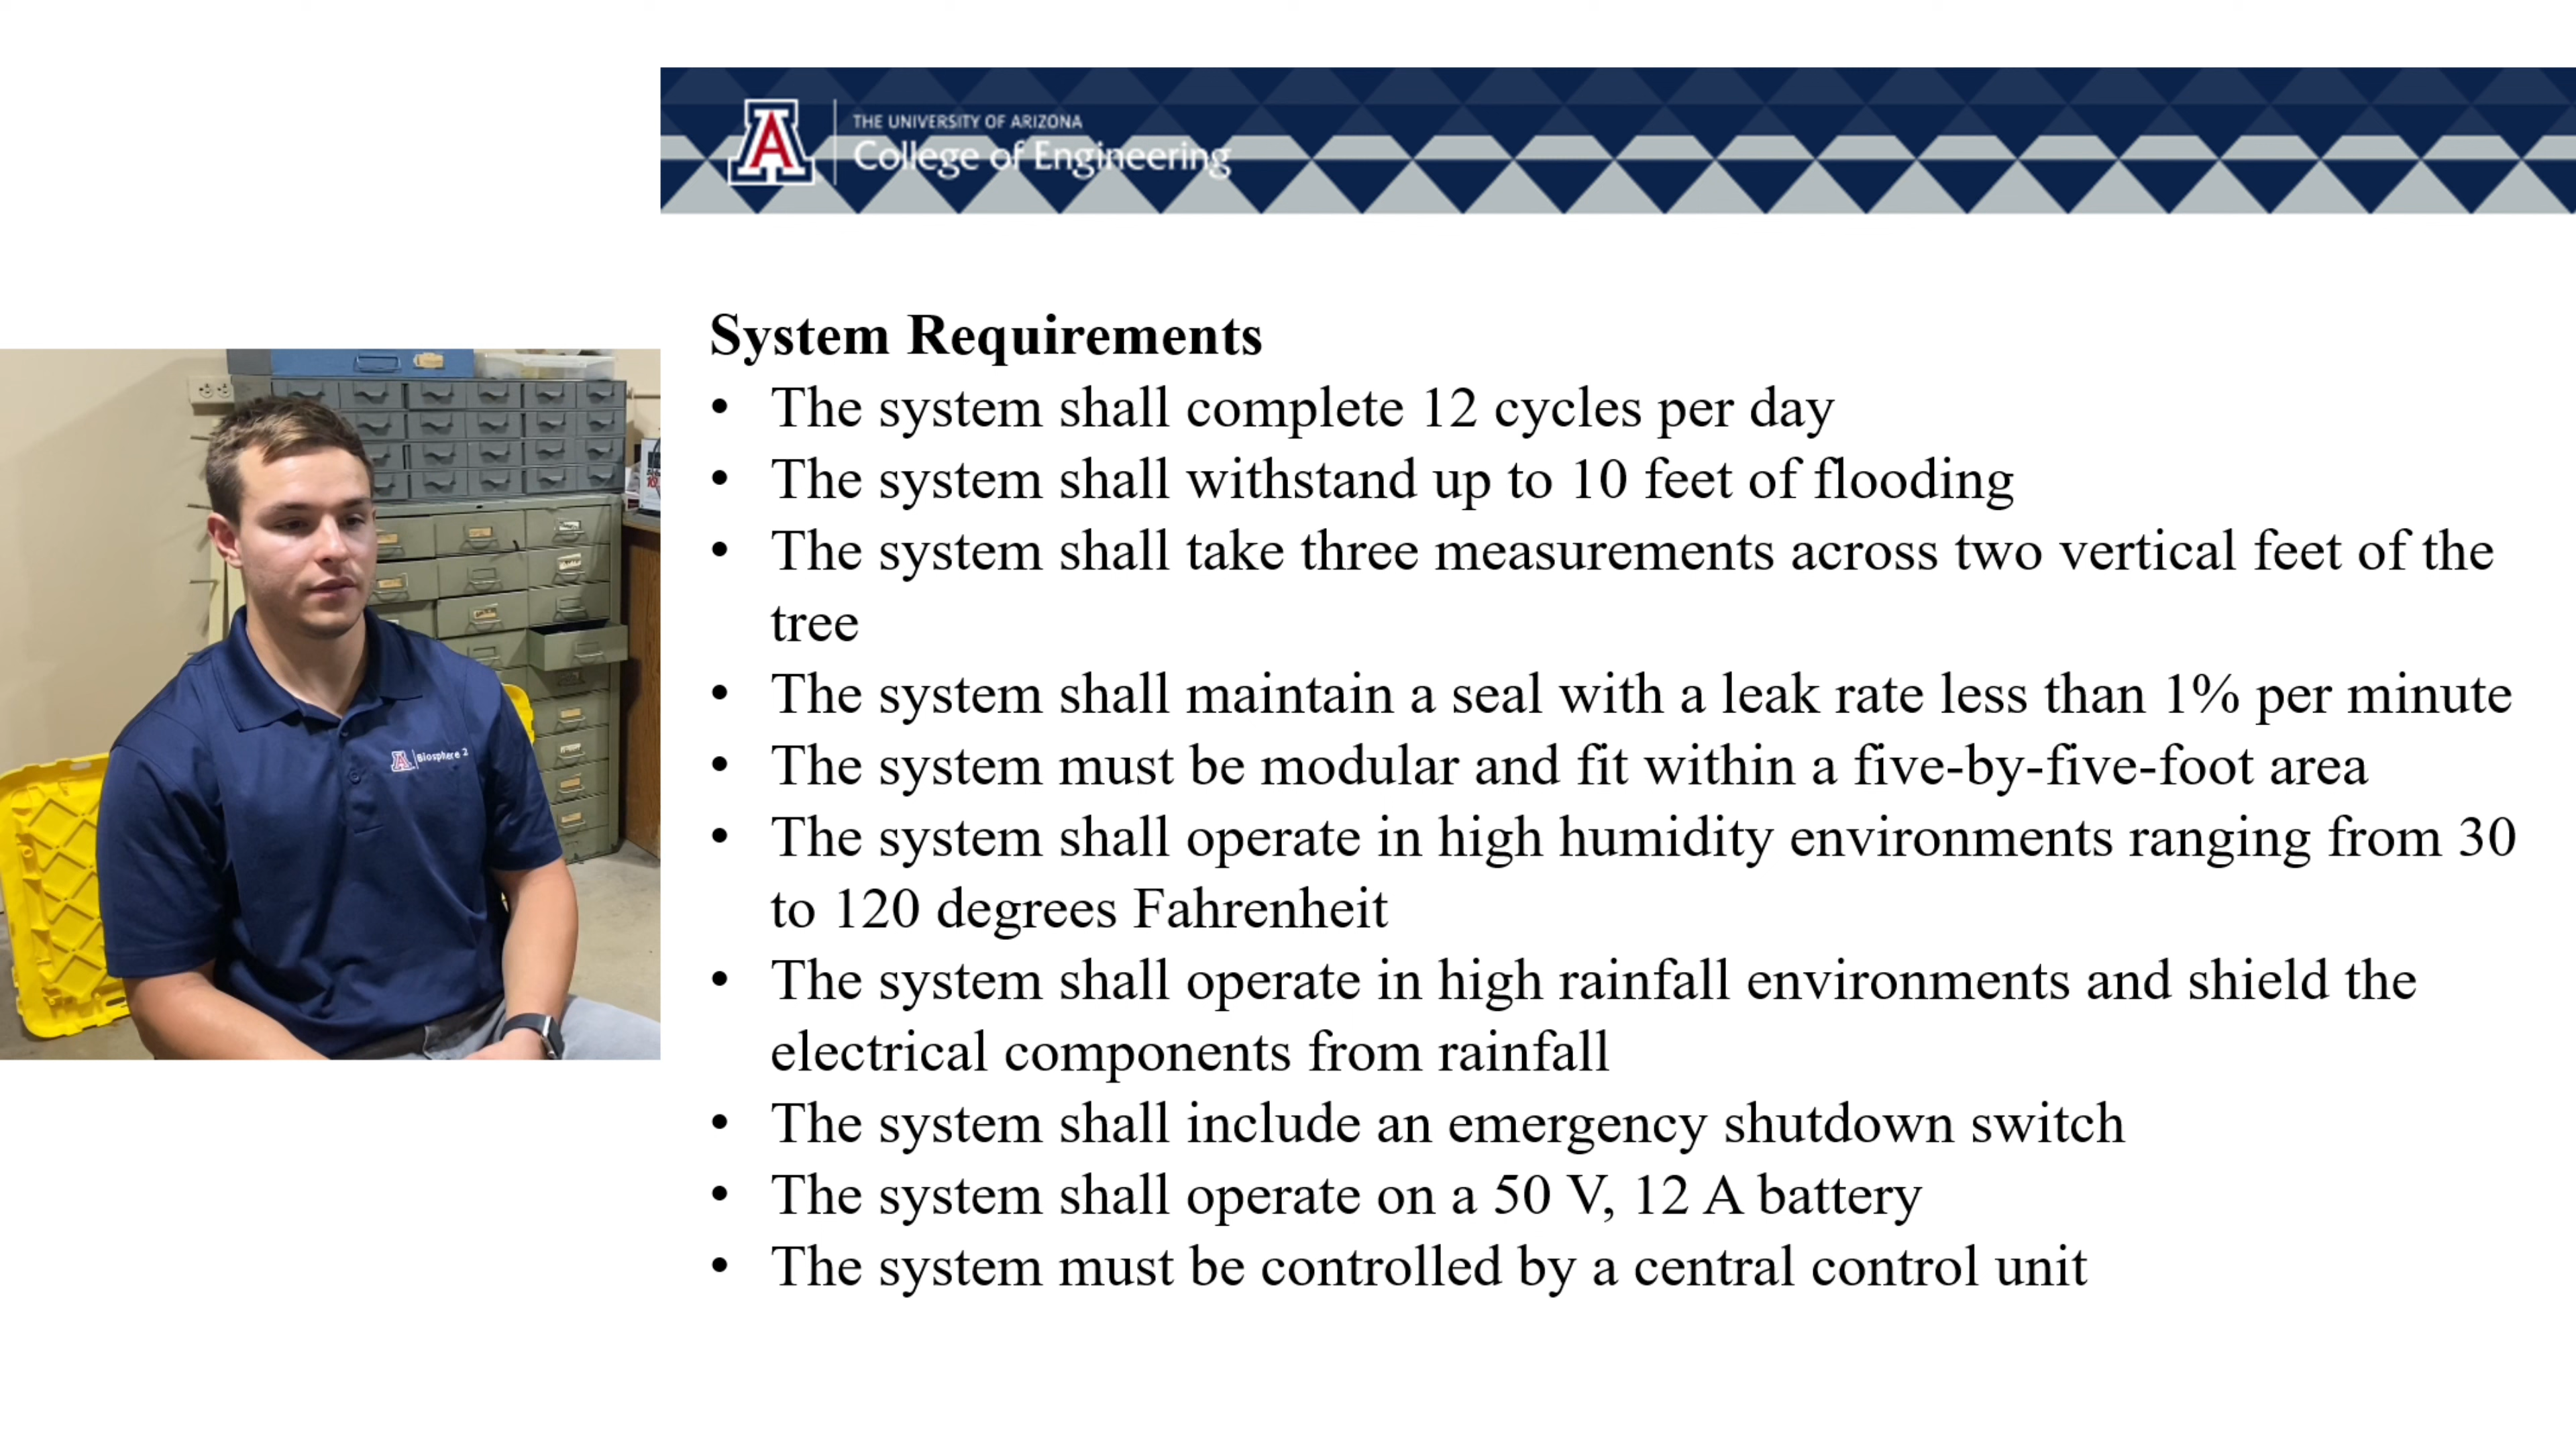 THE UNIVERSITY OF ARIZONA
College of Engineering
System Requirements
• The system shall complete 12 cycles per day
• The system shall withstand up to 10 feet of flooding
• The system shall take three measurements across two vertical feet of the
tree
• The system shall maintain a seal with a leak rate less than 1% per minute
• The system must be modular and fit within a five-by-five-foot area
• The system shall operate in high humidity environments ranging from 30
to 120 degrees Fahrenheit
• The system shall operate in high rainfall environments and shield the
electrical components from rainfall
• The system shall include an emergency shutdown switch
• The system shall operate on a 50 V, 12 A battery
• The system must be controlled by a central control unit
A Biosphere 2